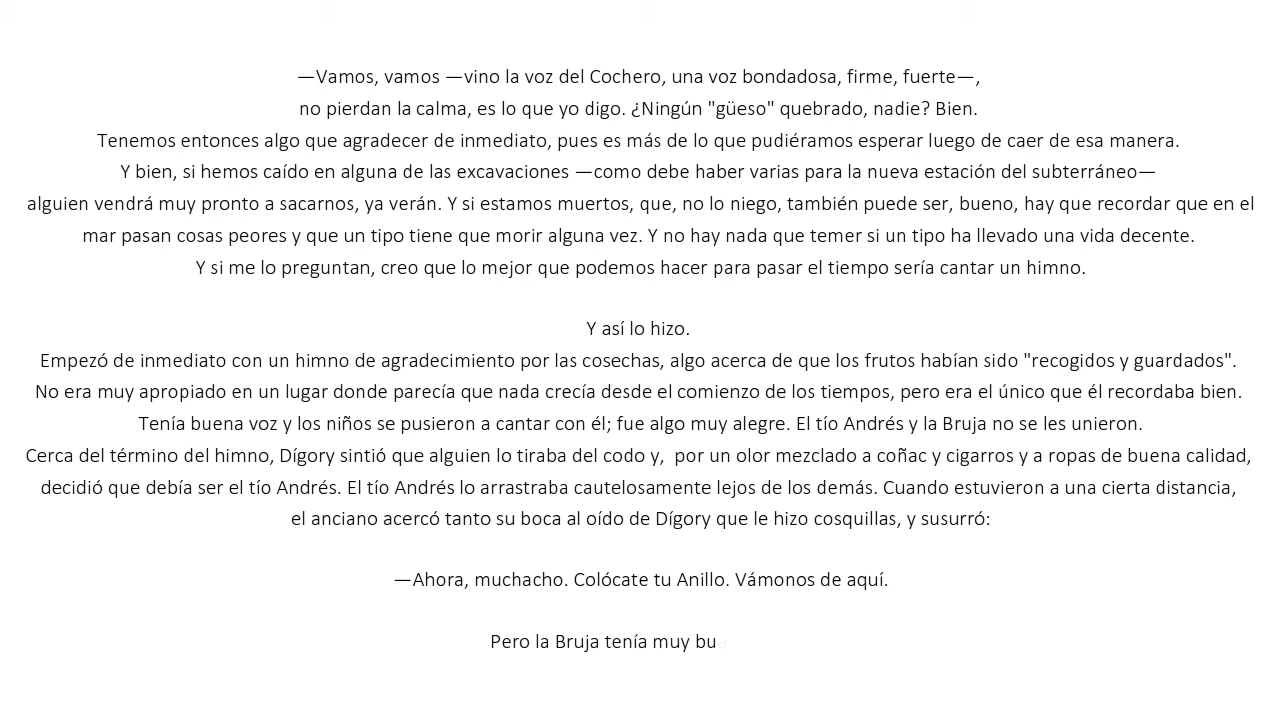 —Vamos, vamos —vino la voz del Cochero, una voz bondadosa, firme, fuerte—,
no pierdan la calma, es lo que yo digo. ¿Ningún "güeso" quebrado, nadie? Bien.
Tenemos entonces algo que agradecer de inmediato, pues es más de lo que pudiéramos esperar luego de caer de esa manera.
Y bien, si hemos caído en alguna de las excavaciones —como debe haber varias para la nueva estación del subterráneo—
alguien vendrá muy pronto a sacarnos, ya verán. Y si estamos muertos, que, no lo niego, también puede ser, bueno, hay que recordar que en el
mar pasan cosas peores y que un tipo tiene que morir alguna vez. Y no hay nada que temer si un tipo ha llevado una vida decente.
Y si me lo preguntan, creo que lo mejor que podemos hacer para pasar el tiempo sería cantar un himno.
Y así lo hizo.
Empezó de inmediato con un himno de agradecimiento por las cosechas, algo acerca de que los frutos habían sido "recogidos y guardados".
No era muy apropiado en un lugar donde parecía que nada crecía desde el comienzo de los tiempos, pero era el único que él recordaba bien.
Tenía buena voz y los niños se pusieron a cantar con él; fue algo muy alegre. El tío Andrés y la Bruja no se les unieron.
Cerca del término del himno, Dígory sintió que alguien lo tiraba del codo y, por un olor mezclado a coñac y cigarros y a ropas de buena calidad,
decidió que debía ser el tío Andrés. El tío Andrés lo arrastraba cautelosamente lejos de los demás. Cuando estuvieron a una cierta distancia,
el anciano acercó tanto su boca al oído de Dígory que le hizo cosquillas, y susurró:
—Ahora, muchacho. Colócate tu Anillo. Vámonos de aquí.
Pero la Bruja tenía muy bu